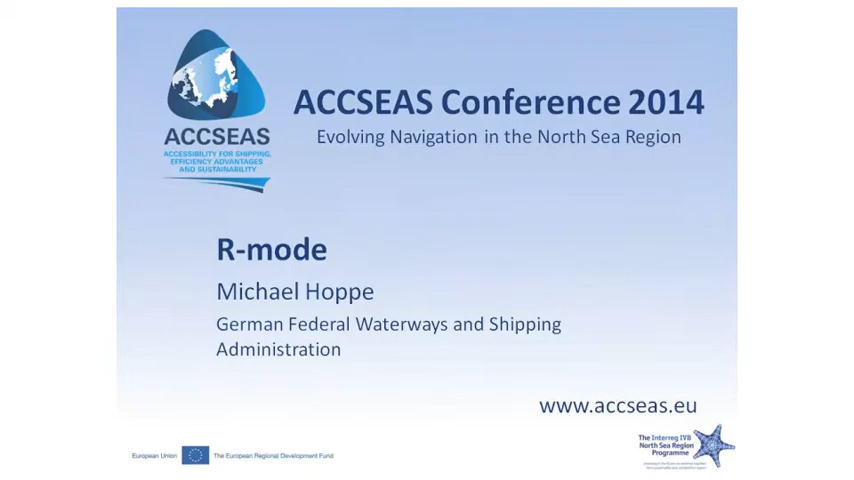 ACCSEAS
ACCESSIBILITY FOR SHIPPING,
EFFICIENCY ADVANTAGES
AND SUSTAINABILITY
ACCSEAS Conference 2014
Evolving Navigation in the North Sea Region
R-mode
Michael Hoppe
German Federal Waterways and Shipping
Administration
www.accseas.eu
European Union
The European Regional Development Fund
The Interreg IVB
North Sea Region
Programme